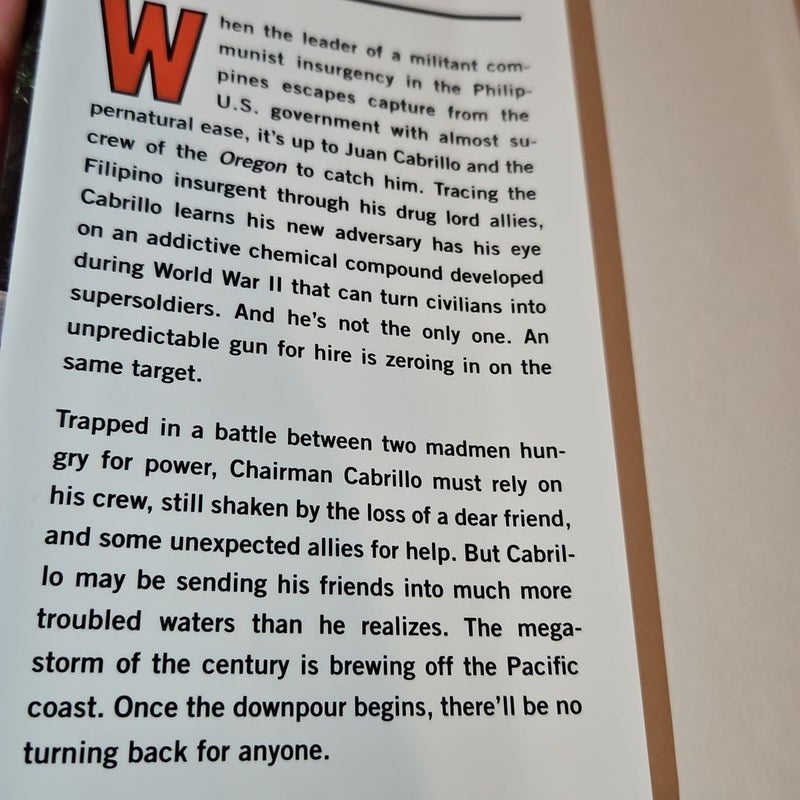 When the leader of a militant com-
munist insurgency in the Philip-
pines escapes capture from the
U.S. government with almost su-
pernatural ease, it's up to Juan Cabrillo and the
crew of the Oregon to catch him. Tracing the
Filipino insurgent through his drug lord allies,
Cabrillo learns his new adversary has his eye
on an addictive chemical compound developed
during World War II that can turn civilians into
supersoldiers. And he's not the only one. An
unpredictable gun for hire is zeroing in on the
same target.
Trapped in a battle between two madmen hun-
gry for power, Chairman Cabrillo must rely on
his crew, still shaken by the loss of a dear friend,
and some unexpected allies for help. But Cabril-
lo may be sending his friends into much more
troubled waters than he realizes. The mega-
storm of the century is brewing off the Pacific
coast. Once the downpour begins, there'll be no
turning back for anyone.